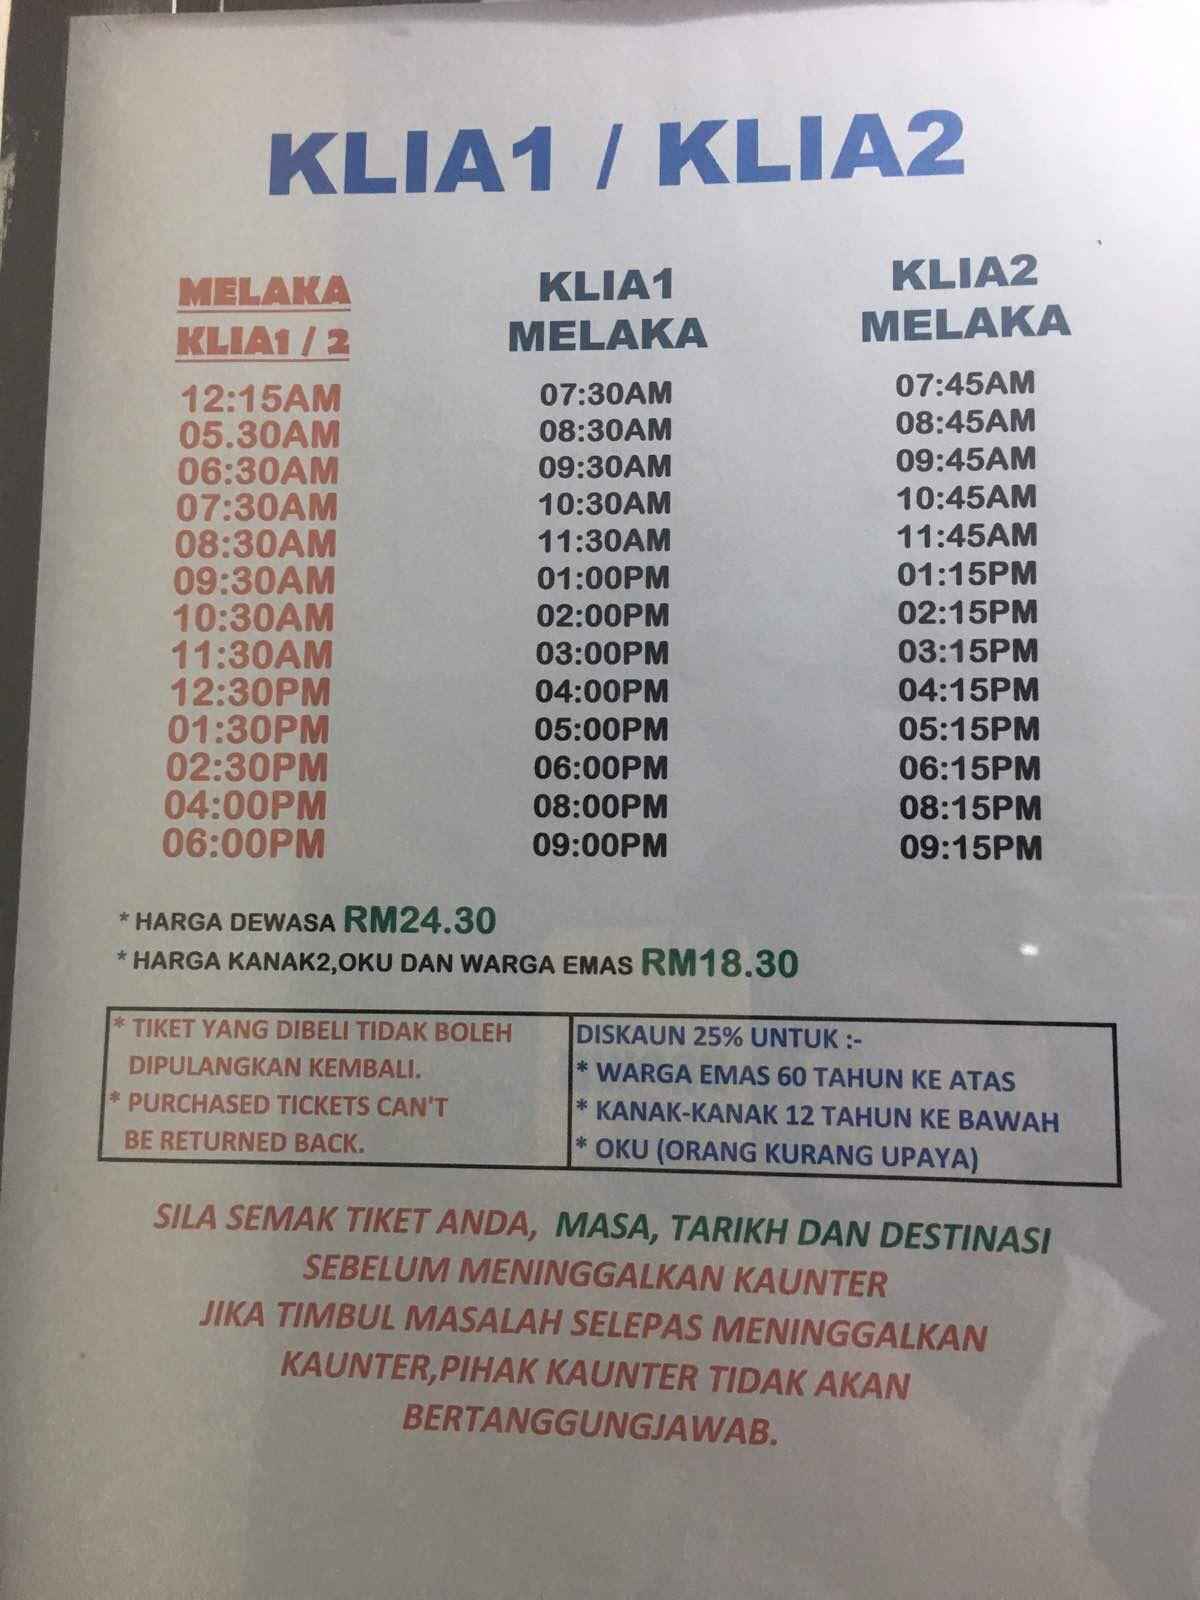 KLIA1 / KLIA2
MELAKA KLIA1 KLIA2
KLIA1 / 2 MELAKA MELAKA
12:15AM 07:30AM 07:45AM
05.30AM 08:30AM 08:45AM
06:30AM 09:30AM 09:45AM
07:30AM 10:30AM 10:45AM
08:30AM 11:30AM 11:45AM
09:30AM 01:00PM 01:15PM
10:30AM 02:00PM 02:15PM
11:30AM 03:00PM 03:15PM
12:30PM 04:00PM 04:15PM
01:30PM 05:00PM 05:15PM
02:30PM 06:00PM 06:15PM
04:00PM 08:00PM 08:15PM
06:00PM 09:00PM 09:15PM
* HARGA DEWASA RM24.30
* HARGA KANAK2,OKU DAN WARGA EMAS RM18.30
* TIKET YANG DIBELI TIDAK BOLEH
DIPULANGKAN KEMBALI.
* PURCHASED TICKETS CAN'T
BE RETURNED BACK.
DISKAUN 25% UNTUK :-
* WARGA EMAS 60 TAHUN KE ATAS
* KANAK-KANAK 12 TAHUN KE BAWAH
* OKU (ORANG KURANG UPAYA)
SILA SEMAK TIKET ANDA, MASA, TARIKH DAN DESTINASI
SEBELUM MENINGGALKAN KAUNTER
JIKA TIMBUL MASALAH SELEPAS MENINGGALKAN
KAUNTER,PIHAK KAUNTER TIDAK AKAN
BERTANGGUNGJAWAB.